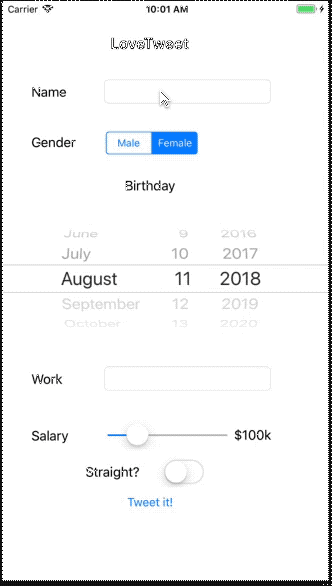 Carrier 10:01 AM
LoveTweet
Name
Gender Male Female
Birthday
June 9 2016
July 10 2017
August 11 2018
September 12 2019
October 13 2020
Work
Salary $100k
Straight?
Tweet it!